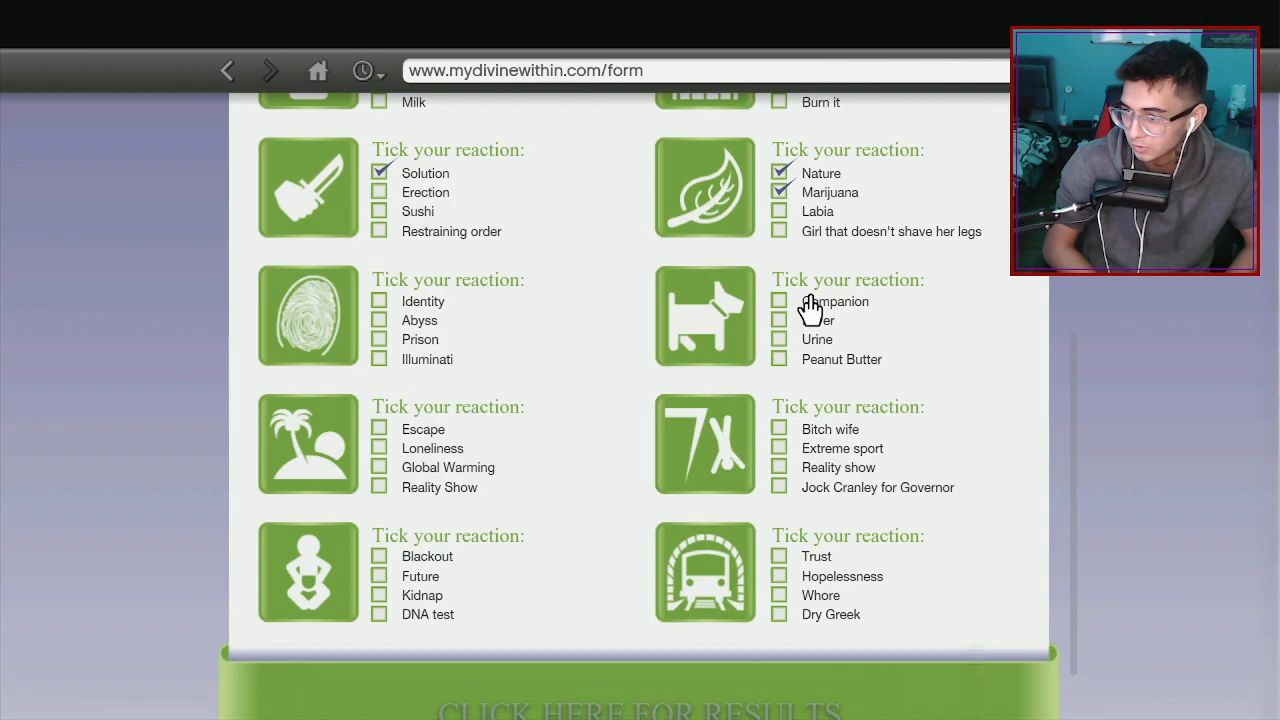 www.mydivinewithin.com/form
Milk
Burn it
Tick your reaction:
Solution
Erection
Sushi
Restraining order
Tick your reaction:
Nature
Marijuana
Labia
Girl that doesn't shave her legs
Tick your reaction:
Identity
Abyss
Prison
Illuminati
Tick your reaction:
Urine
Peanut Butter
Tick your reaction:
Escape
Loneliness
Global Warming
Reality Show
Tick your reaction:
Bitch wife
Extreme sport
Reality show
Jock Cranley for Governor
Tick your reaction:
Blackout
Future
Kidnap
DNA test
Tick your reaction:
Trust
Hopelessness
Whore
Dry Greek
CLICK HERE FOR RESULTS